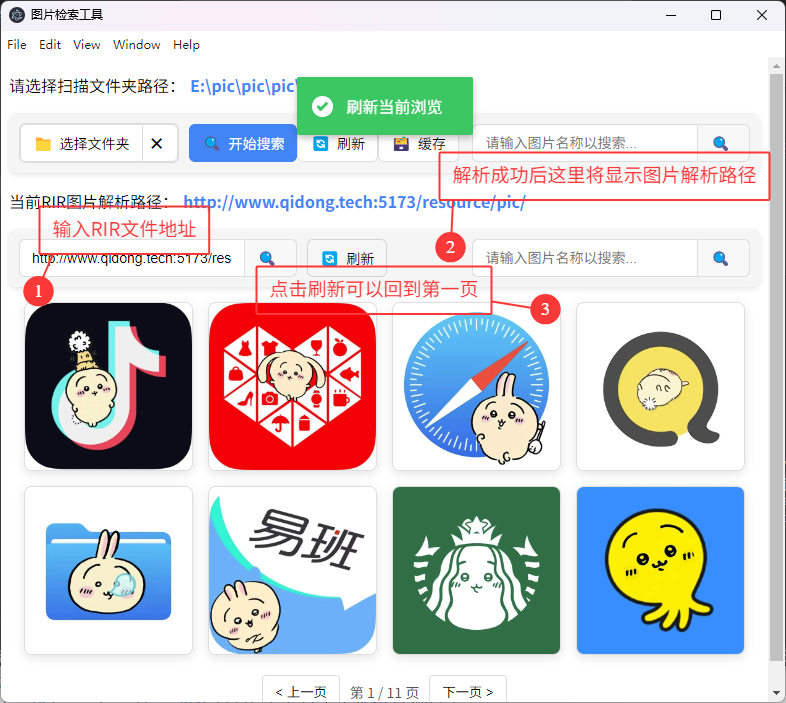 图片检索工具
File Edit View Window Help
请选择扫描文件夹路径： E:\pic\pic\pic\
刷新当前浏览
选择文件夹 ✕ 开始搜索 刷新 缓存 请输入图片名称以搜索...
解析成功后这里将显示图片解析路径
当前RIR图片解析路径： http://www.qidong.tech:5173/resource/pic/
输入RIR文件地址
2
http://www.qidong.tech:5173/res 刷新 请输入图片名称以搜索...
点击刷新可以回到第一页
1
3
易班
< 上一页 第 1 / 11 页 下一页 >